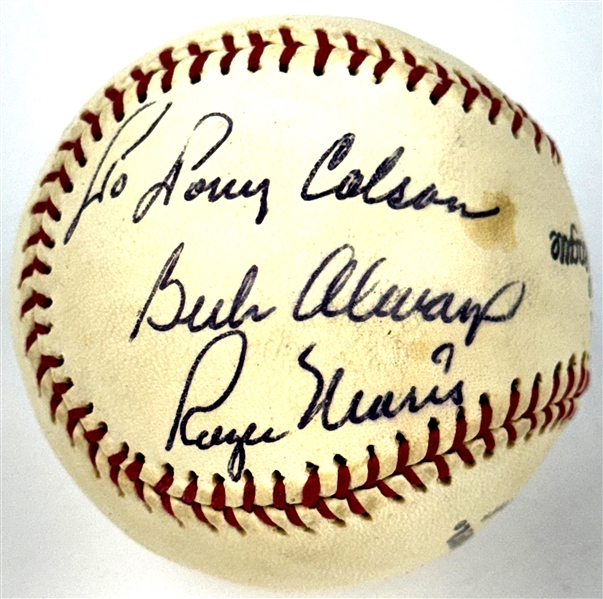 To Tony Colson
Best Always
Roger Maris